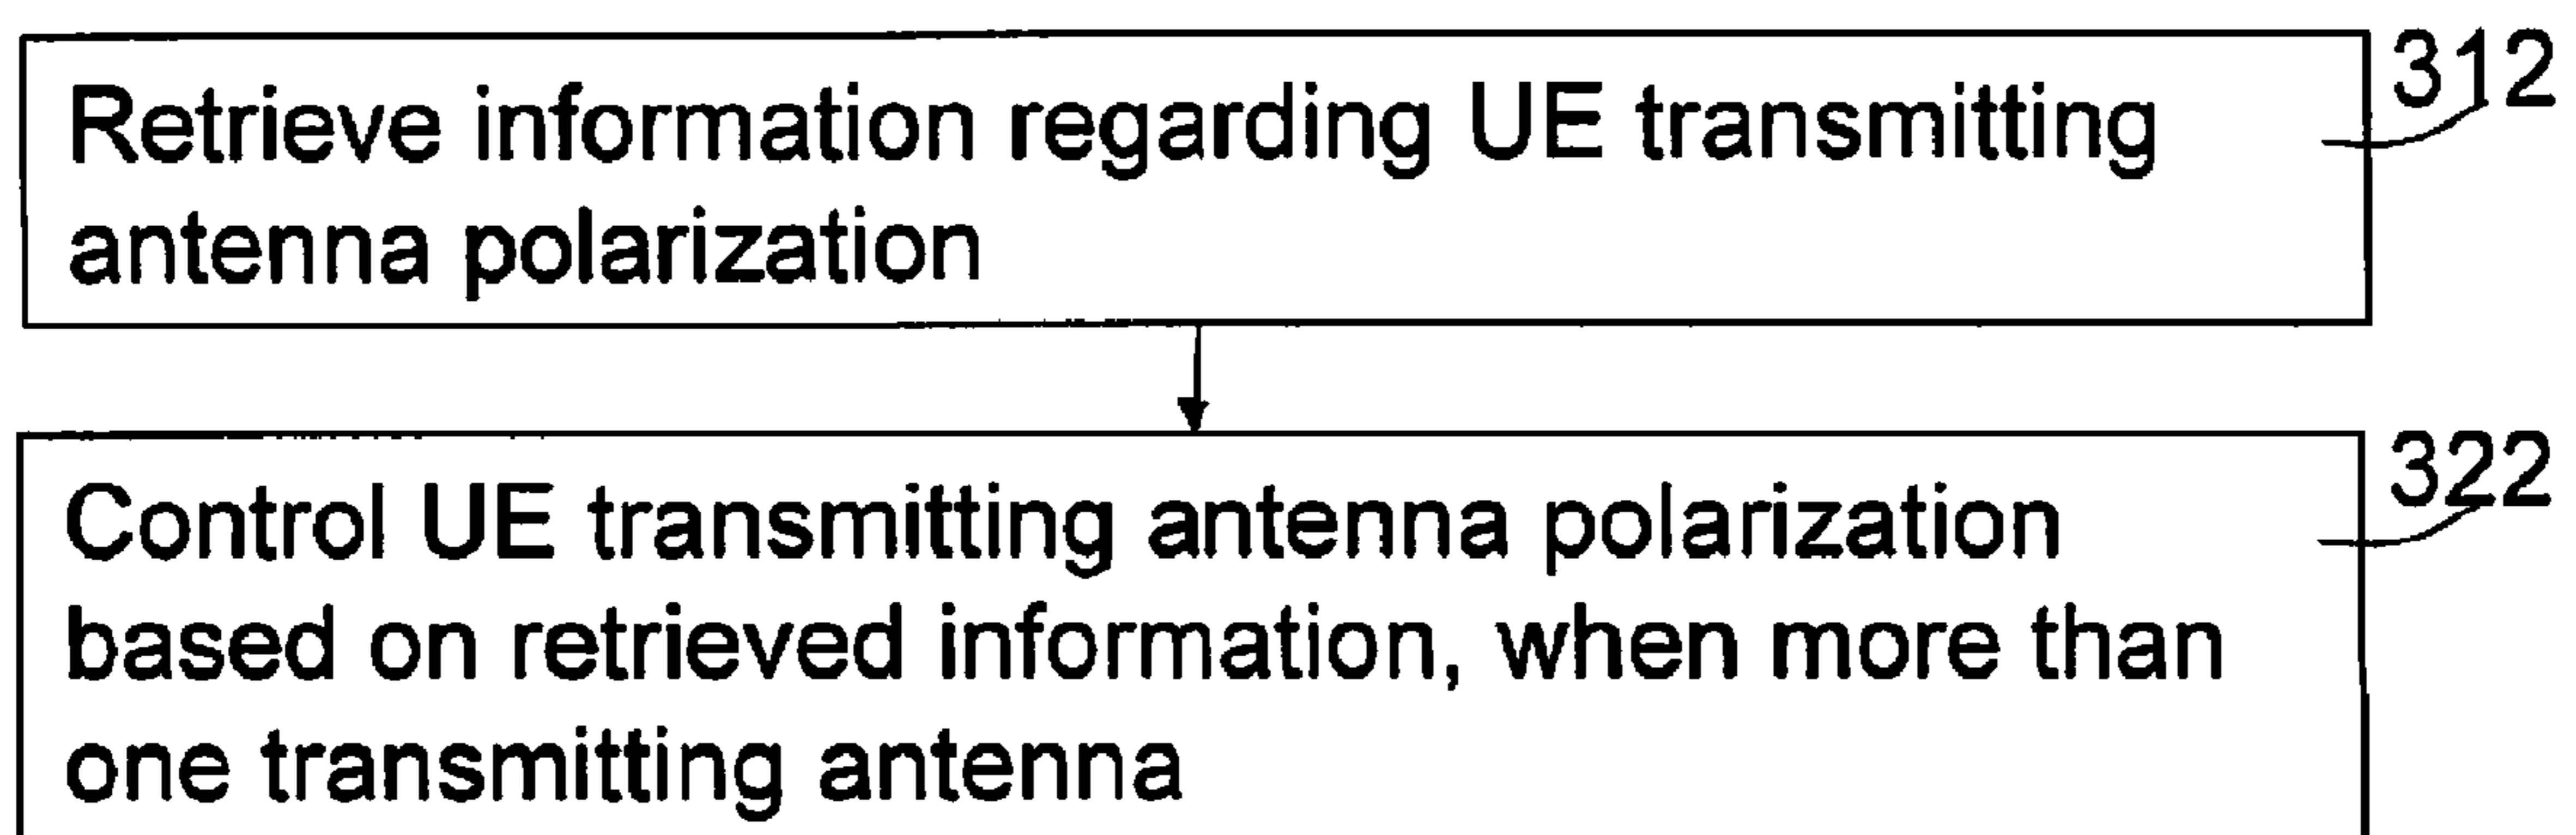 312
Retrieve information regarding UE transmitting
antenna polarization
322
Control UE transmitting antenna polarization
based on retrieved information, when more than
one transmitting antenna